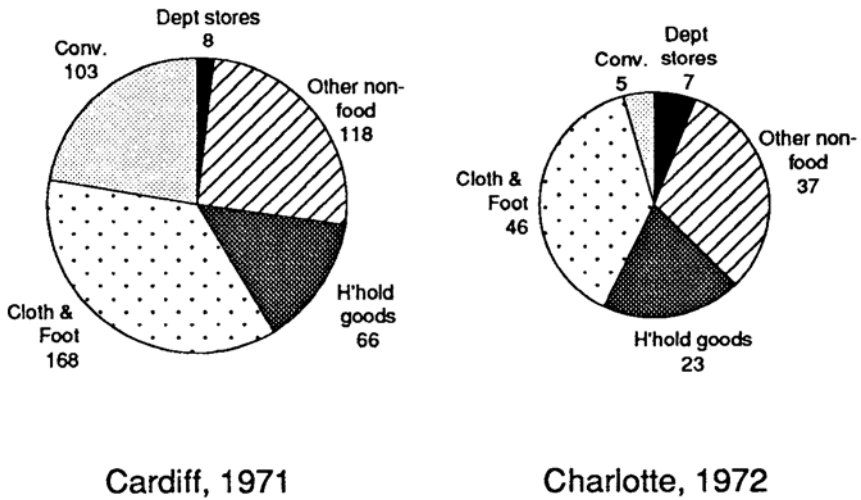 Dept stores
8
Conv.
103
Other non-
food
118
H'hold
goods
66
Cloth &
Foot
168
Cardiff, 1971
Dept
stores
7
Conv.
5
Other non-
food
37
Cloth &
Foot
46
H'hold goods
23
Charlotte, 1972